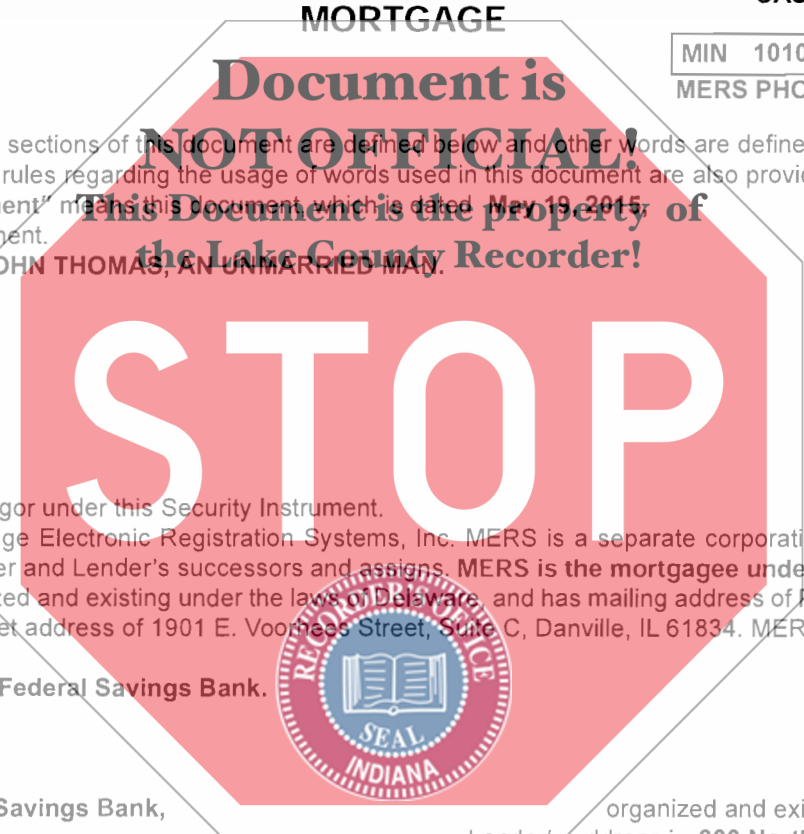 MORTGAGE
MIN 1010
MERS PHO
Document is
NOT OFFICIAL!
This Document is the property of
the Lake County Recorder!
sections of this document are defined below and other words are define
rules regarding the usage of words used in this document are also provi
ent” means this document, which is dated May 19, 2015,
ent.
OHN THOMAS, AN UNMARRIED MAN.
STOP
gor under this Security Instrument.
ge Electronic Registration Systems, Inc. MERS is a separate corporati
er and Lender's successors and assigns. MERS is the mortgagee unde
ed and existing under the laws of Delaware, and has mailing address of
et address of 1901 E. Voorhees Street, Suite C, Danville, IL 61834. MER
Federal Savings Bank.
RECORDER'S OFFICE
SEAL
INDIANA
Savings Bank,
organized and exi